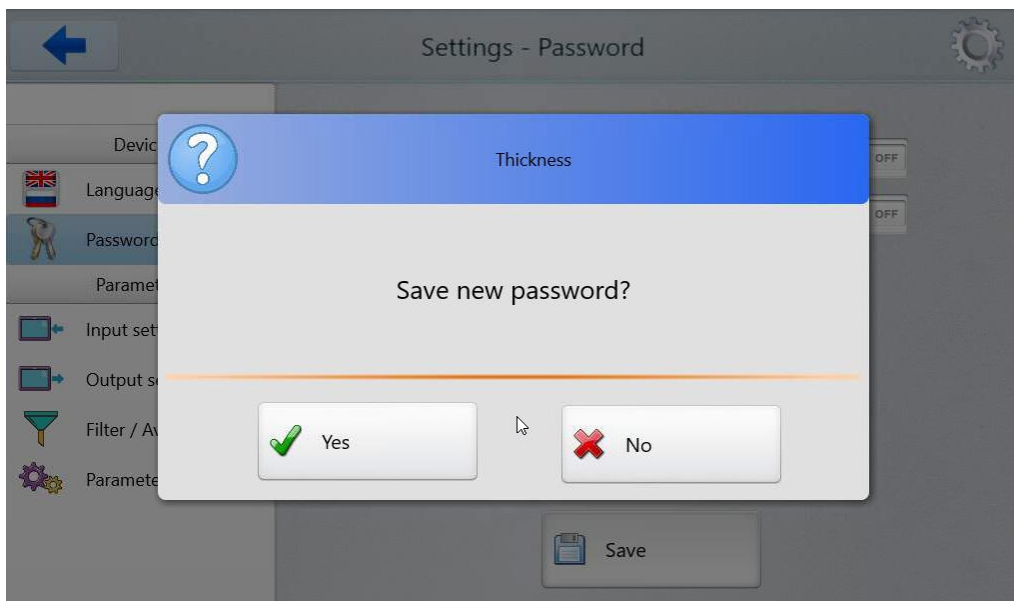 Settings - Password
Thickness
Devic
OFF
Language
OFF
Password
Save new password?
Paramet
Input set
Output se
Filter / Av
Yes
No
Paramete
Save